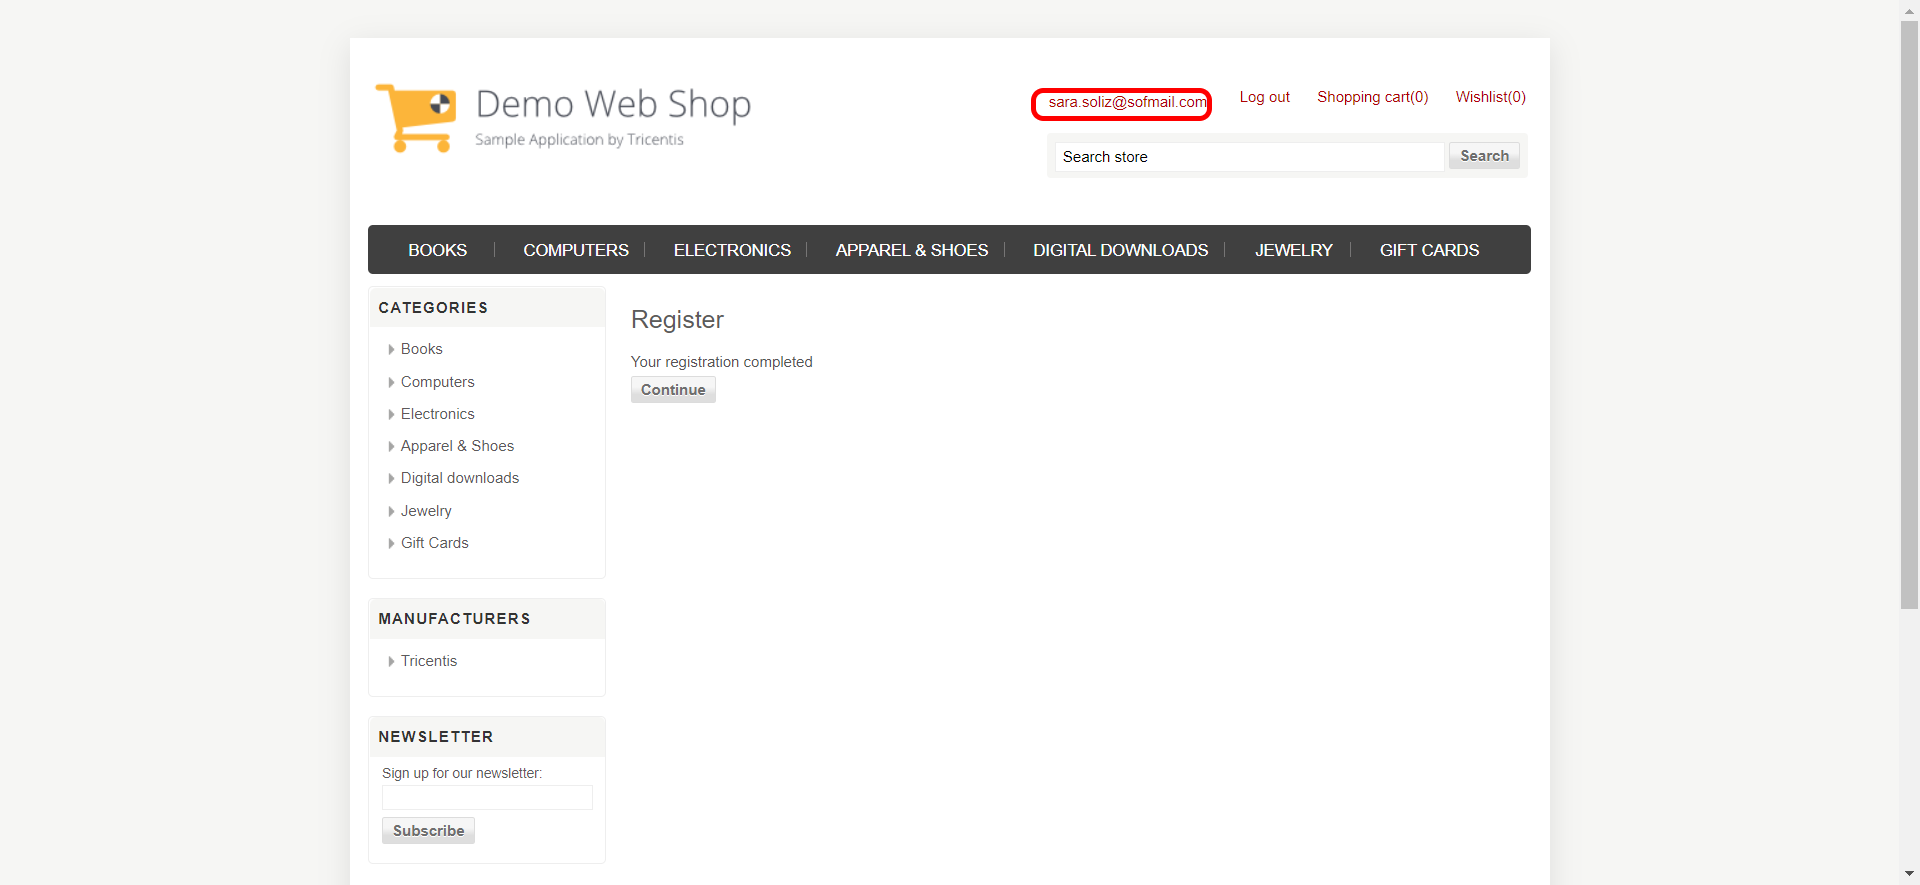 Demo Web Shop
Sample Application by Tricentis
sara.soliz@sofmail.com Log out Shopping cart(0) Wishlist(0)
Search store Search
BOOKS COMPUTERS ELECTRONICS APPAREL & SHOES DIGITAL DOWNLOADS JEWELRY GIFT CARDS
CATEGORIES
Books
Computers
Electronics
Apparel & Shoes
Digital downloads
Jewelry
Gift Cards
MANUFACTURERS
Tricentis
NEWSLETTER
Sign up for our newsletter:
Subscribe
Register
Your registration completed
Continue